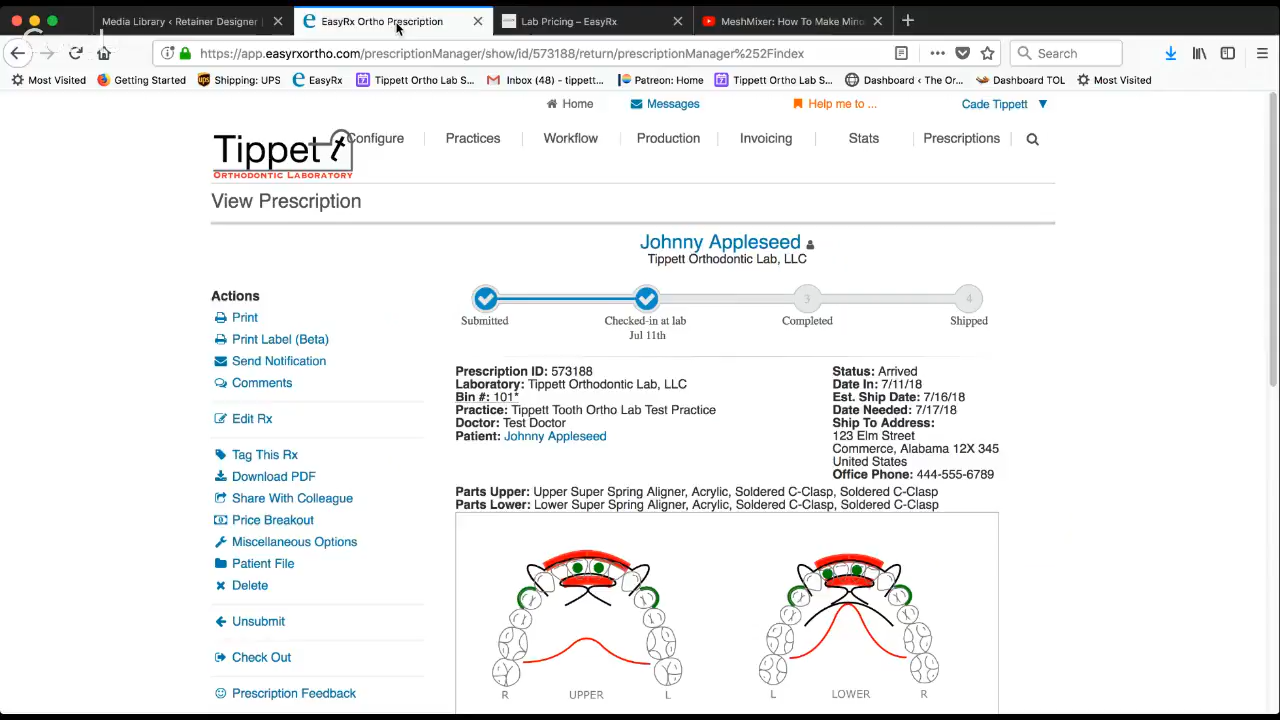 Media Library ‹ Retainer Designer
EasyRx Ortho Prescription
Lab Pricing – EasyRx
MeshMixer: How To Make Mino
https://app.easyrxortho.com/prescriptionManager/show/id/573188/return/prescriptionManager%252Findex
Search
Most Visited
Getting Started
Shipping: UPS
EasyRx
Tippett Ortho Lab S...
Inbox (48) - tippett...
Patreon: Home
Tippett Ortho Lab S...
Dashboard ‹ The Or...
Dashboard TOL
Most Visited
Home
Messages
Help me to ...
Cade Tippett
Tippett t
ORTHODONTIC LABORATORY
Configure
Practices
Workflow
Production
Invoicing
Stats
Prescriptions
View Prescription
Johnny Appleseed
Tippett Orthodontic Lab, LLC
3
4
Submitted
Checked-in at lab
Jul 11th
Completed
Shipped
Actions
Print
Print Label (Beta)
Send Notification
Comments
Edit Rx
Tag This Rx
Download PDF
Share With Colleague
Price Breakout
Miscellaneous Options
Patient File
Delete
Unsubmit
Check Out
Prescription Feedback
Prescription ID: 573188
Laboratory: Tippett Orthodontic Lab, LLC
Bin #: 101*
Practice: Tippett Tooth Ortho Lab Test Practice
Doctor: Test Doctor
Patient: Johnny Appleseed
Status: Arrived
Date In: 7/11/18
Est. Ship Date: 7/16/18
Date Needed: 7/17/18
Ship To Address:
123 Elm Street
Commerce, Alabama 12X 345
United States
Office Phone: 444-555-6789
Parts Upper: Upper Super Spring Aligner, Acrylic, Soldered C-Clasp, Soldered C-Clasp
Parts Lower: Lower Super Spring Aligner, Acrylic, Soldered C-Clasp, Soldered C-Clasp
R UPPER L
L LOWER R